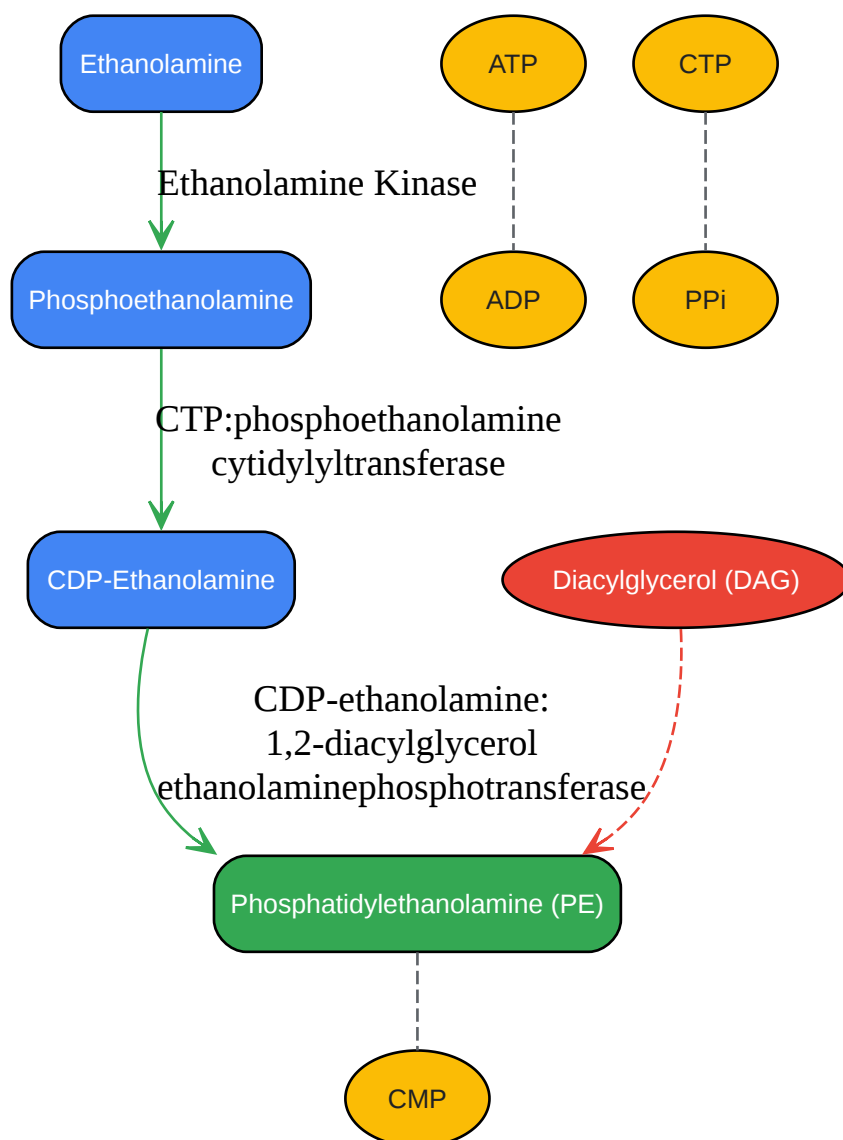 Ethanolamine
ATP
CTP
Ethanolamine Kinase
Phosphoethanolamine
ADP
PPi
CTP:phosphoethanolamine
cytidylyltransferase
CDP-Ethanolamine
Diacylglycerol (DAG)
CDP-ethanolamine:
1,2-diacylglycerol
ethanolaminephosphotransferase
Phosphatidylethanolamine (PE)
CMP